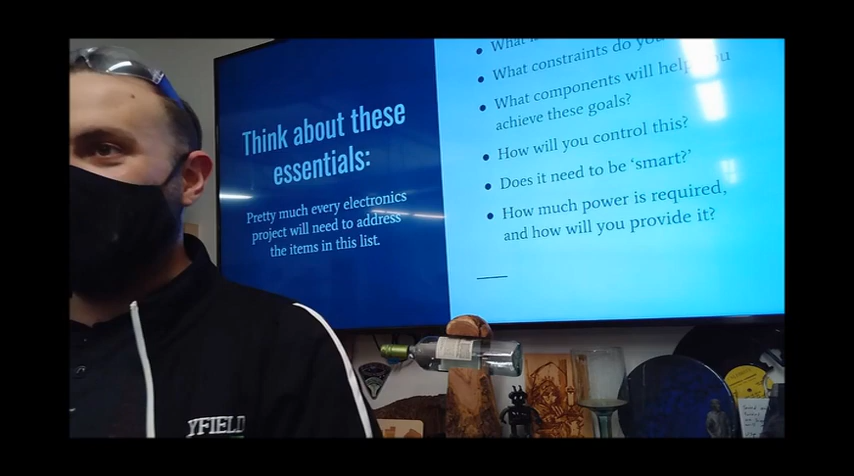 Think about these
essentials:
Pretty much every electronics
project will need to address
the items in this list.
What
What constraints do you
What components will help you
achieve these goals?
How will you control this?
Does it need to be ‘smart?’
How much power is required,
and how will you provide it?
YFIELD